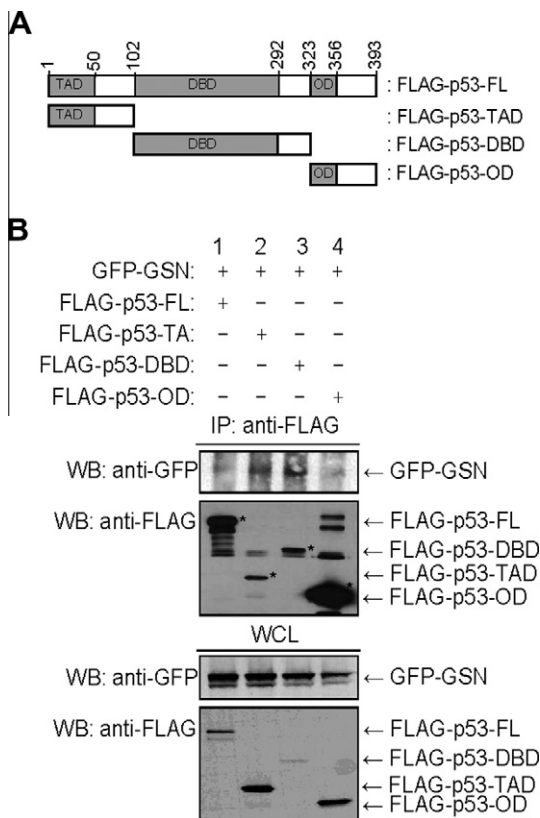 A
1 50 102 292 323 356 393
TAD DBD OD : FLAG-p53-FL
TAD : FLAG-p53-TAD
DBD : FLAG-p53-DBD
OD : FLAG-p53-OD
B
1 2 3 4
GFP-GSN: + + + +
FLAG-p53-FL: + – – –
FLAG-p53-TA: – + – –
FLAG-p53-DBD: – – + –
FLAG-p53-OD: – – – +
IP: anti-FLAG
WB: anti-GFP ← GFP-GSN
WB: anti-FLAG * ← FLAG-p53-FL
* ← FLAG-p53-DBD
* ← FLAG-p53-TAD
* ← FLAG-p53-OD
WCL
WB: anti-GFP ← GFP-GSN
WB: anti-FLAG ← FLAG-p53-FL
← FLAG-p53-DBD
← FLAG-p53-TAD
← FLAG-p53-OD